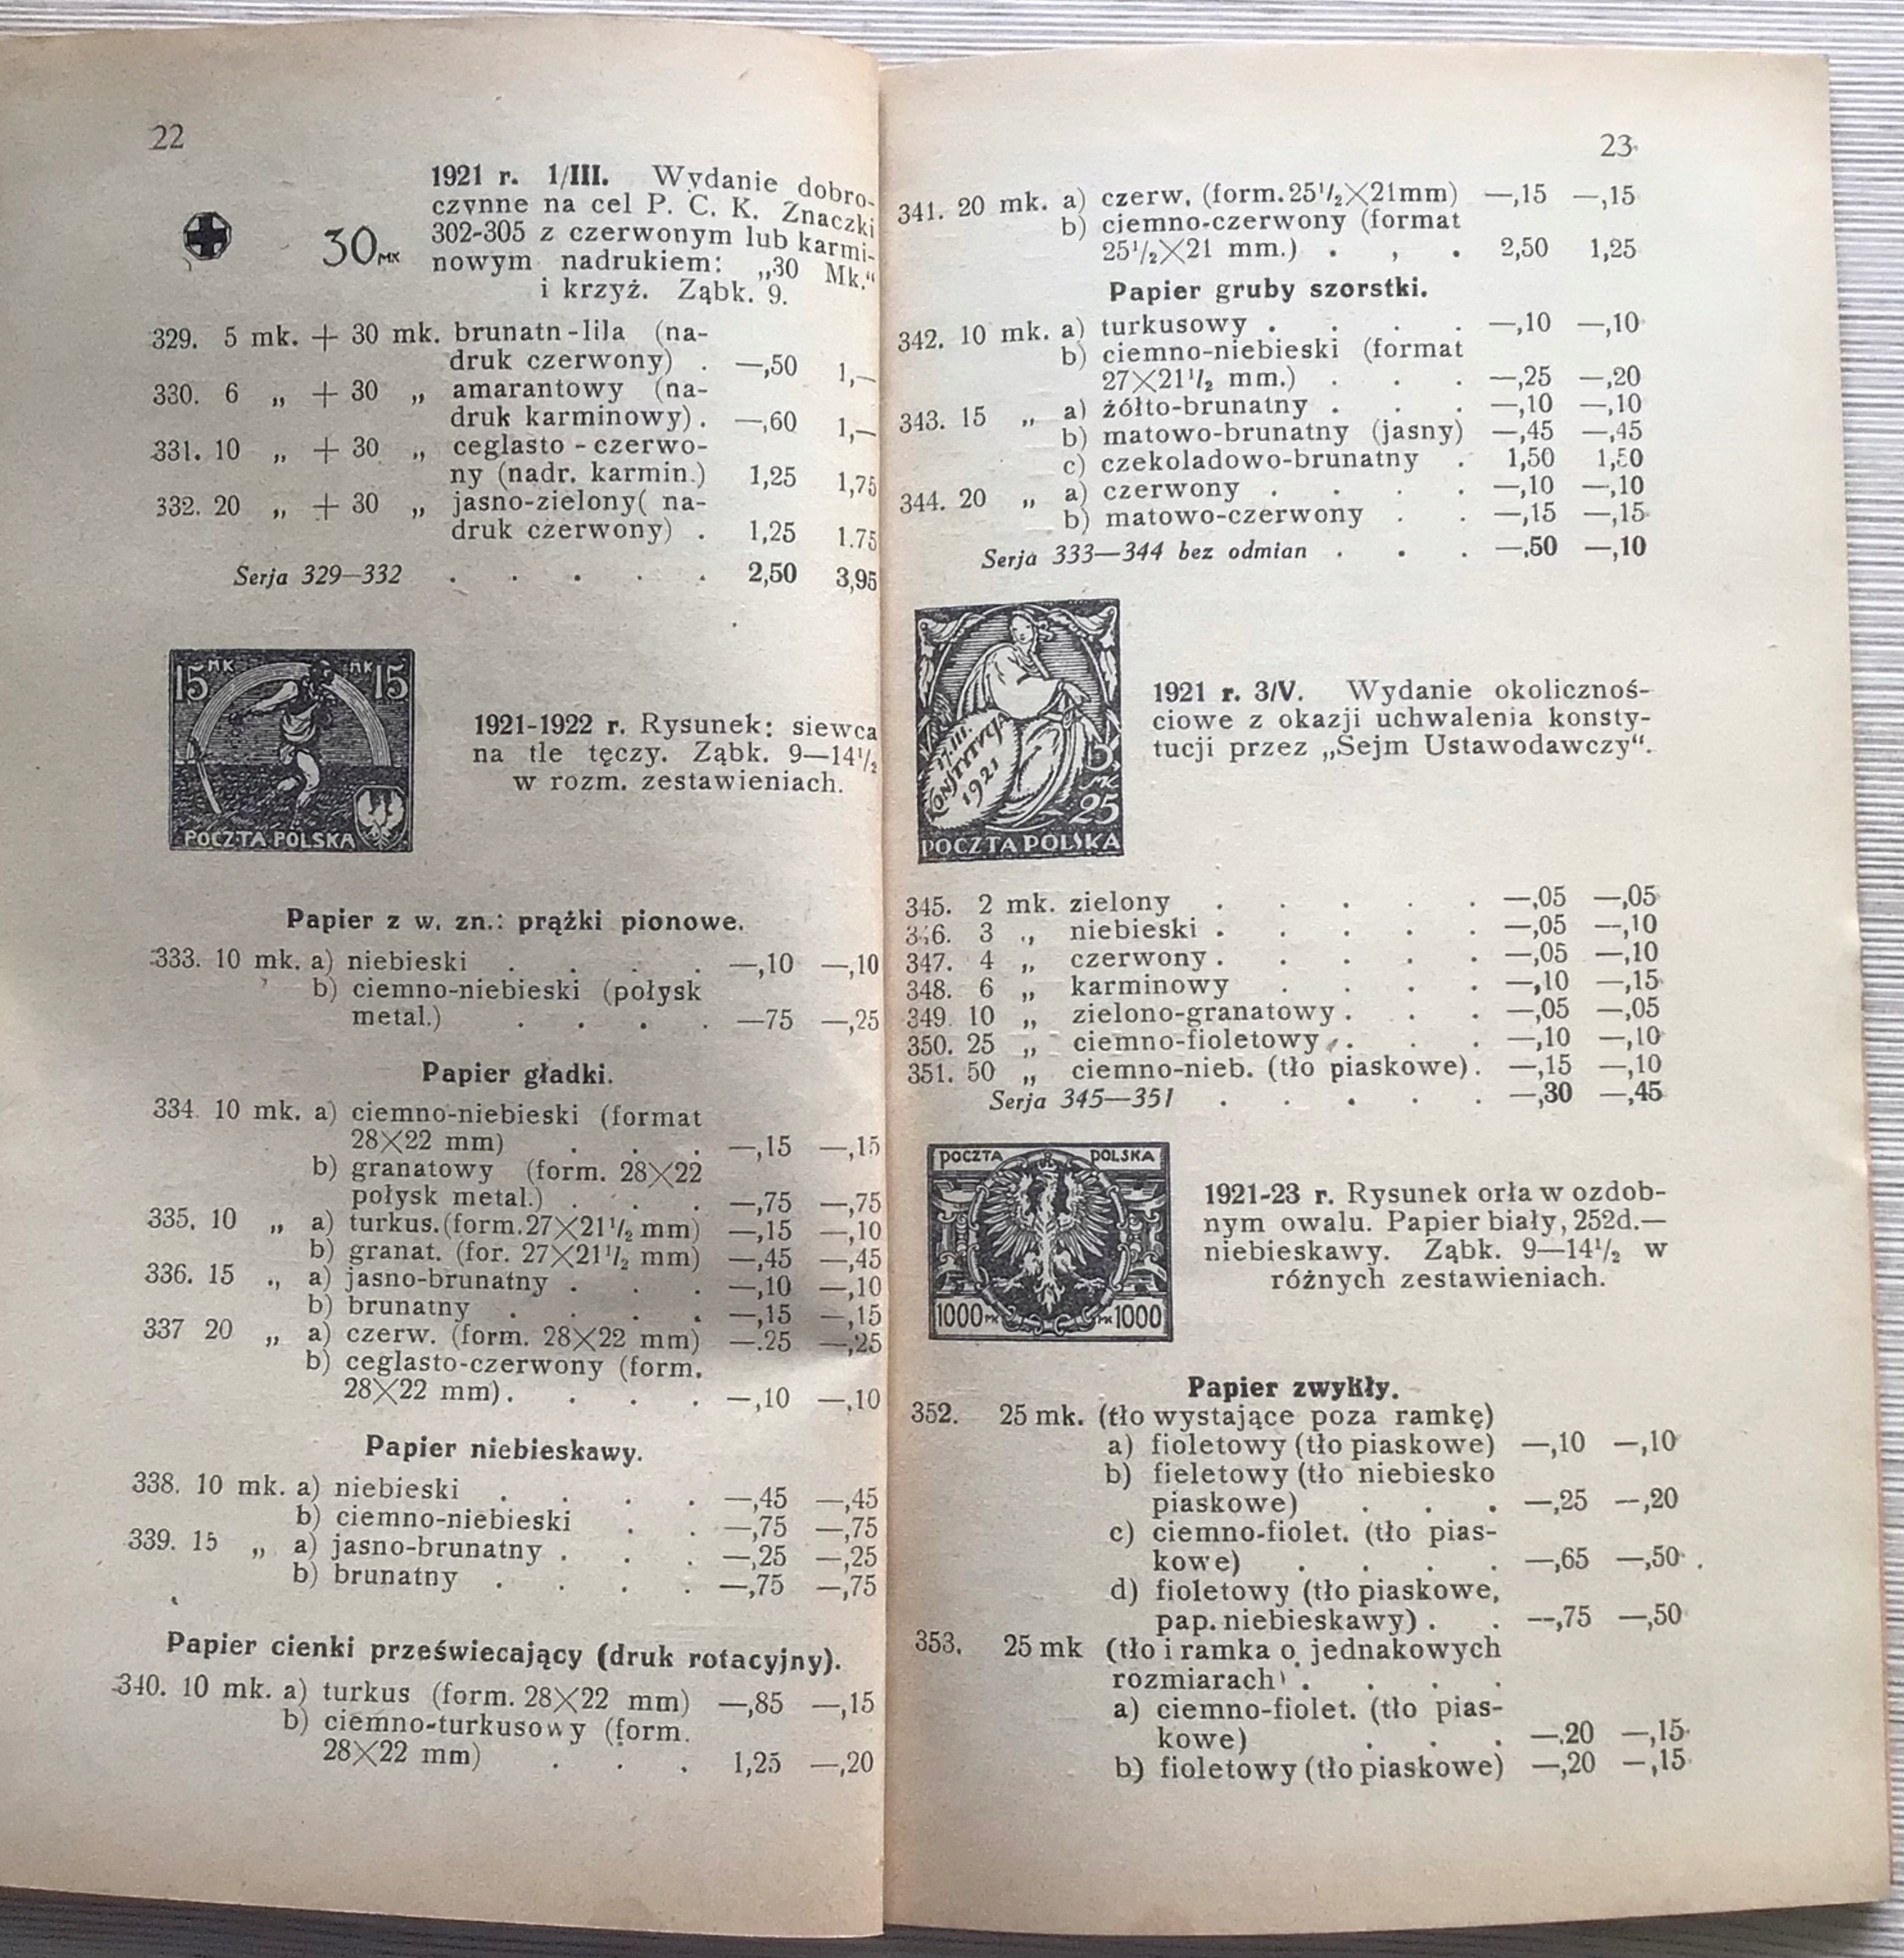 22
30 MK
1921 r. 1/III. Wydanie dobro-
czynne na cel P. C. K. Znaczki
302-305 z czerwonym lub karmi-
nowym nadrukiem: „30 Mk.“
i krzyż. Ząbk. 9.
329. 5 mk. + 30 mk. brunatn-lila (na-
druk czerwony) . —,50 1,—
330. 6 „ + 30 „ amarantowy (na-
druk karminowy). —,60 1,—
331. 10 „ + 30 „ ceglasto - czerwo-
ny (nadr. karmin.) 1,25 1,75
332. 20 „ + 30 „ jasno-zielony( na-
druk czerwony) . 1,25 1.75
Serja 329—332 . . . . . 2,50 3,95
15 MK MK 15
POCZTA POLSKA
1921-1922 r. Rysunek: siewca
na tle tęczy. Ząbk. 9—14½
w rozm. zestawieniach.
Papier z w. zn.: prążki pionowe.
333. 10 mk. a) niebieski . . . . —,10 —,10
b) ciemno-niebieski (połysk
metal.) . . . . —75 —,25
Papier gładki.
334. 10 mk. a) ciemno-niebieski (format
28×22 mm) . . . —,15 —,15
b) granatowy (form. 28×22
połysk metal.) . . . —,75 —,75
335. 10 „ a) turkus. (form. 27×21½ mm) —,15 —,10
b) granat. (for. 27×21½ mm) —,45 —,45
336. 15 „ a) jasno-brunatny . . . —,10 —,10
b) brunatny . . . . —,15 —,15
337 20 „ a) czerw. (form. 28×22 mm) —.25 —,25
b) ceglasto-czerwony (form.
28×22 mm). . . . —,10 —,10
Papier niebieskawy.
338. 10 mk. a) niebieski . . . . —,45 —,45
b) ciemno-niebieski . . —,75 —,75
339. 15 „ a) jasno-brunatny . . . —,25 —,25
b) brunatny . . . . —,75 —,75
Papier cienki przeświecający (druk rotacyjny).
340. 10 mk. a) turkus (form. 28×22 mm) —,85 —,15
b) ciemno-turkusowy (form.
28×22 mm) . . . 1,25 —,20
23
341. 20 mk. a) czerw. (form. 25½×21mm) —,15 —,15
b) ciemno-czerwony (format
25½×21 mm.) . , . 2,50 1,25
Papier gruby szorstki.
342. 10 mk. a) turkusowy . . . . —,10 —,10
b) ciemno-niebieski (format
27×21½ mm.) . . . —,25 —,20
343. 15 „ a) żółto-brunatny . . . —,10 —,10
b) matowo-brunatny (jasny) —,45 —,45
c) czekoladowo-brunatny . 1,50 1,50
344. 20 „ a) czerwony . . . . —,10 —,10
b) matowo-czerwony . . —,15 —,15
Serja 333—344 bez odmian . . . —,50 —,10
17.III.
KONSTYTUCJA
1921
MK
25
POCZTA POLSKA
1921 r. 3/V. Wydanie okolicznoś-
ciowe z okazji uchwalenia konsty-
tucji przez „Sejm Ustawodawczy“.
345. 2 mk. zielony . . . . . —,05 —,05
346. 3 „ niebieski . . . . . —,05 —,10
347. 4 „ czerwony . . . . . —,05 —,10
348. 6 „ karminowy . . . . —,10 —,15
349. 10 „ zielono-granatowy . . . —,05 —,05
350. 25 „ ciemno-fioletowy . . . —,10 —,10
351. 50 „ ciemno-nieb. (tło piaskowe). —,15 —,10
Serja 345—351 . . . . . —,30 —,45
POCZTA POLSKA
1000 MK MK 1000
1921-23 r. Rysunek orła w ozdob-
nym owalu. Papier biały, 252d.—
niebieskawy. Ząbk. 9—14½ w
różnych zestawieniach.
Papier zwykły.
352. 25 mk. (tło wystające poza ramkę)
a) fioletowy (tło piaskowe) —,10 —,10
b) fieletowy (tło niebiesko
piaskowe) . . . —,25 —,20
c) ciemno-fiolet. (tło pias-
kowe) . . . . —,65 —,50
d) fioletowy (tło piaskowe,
pap. niebieskawy) . . —,75 —,50
353. 25 mk (tło i ramka o jednakowych
rozmiarach) . . . .
a) ciemno-fiolet. (tło pias-
kowe) . . . —.20 —,15
b) fioletowy (tło piaskowe) —,20 —,15